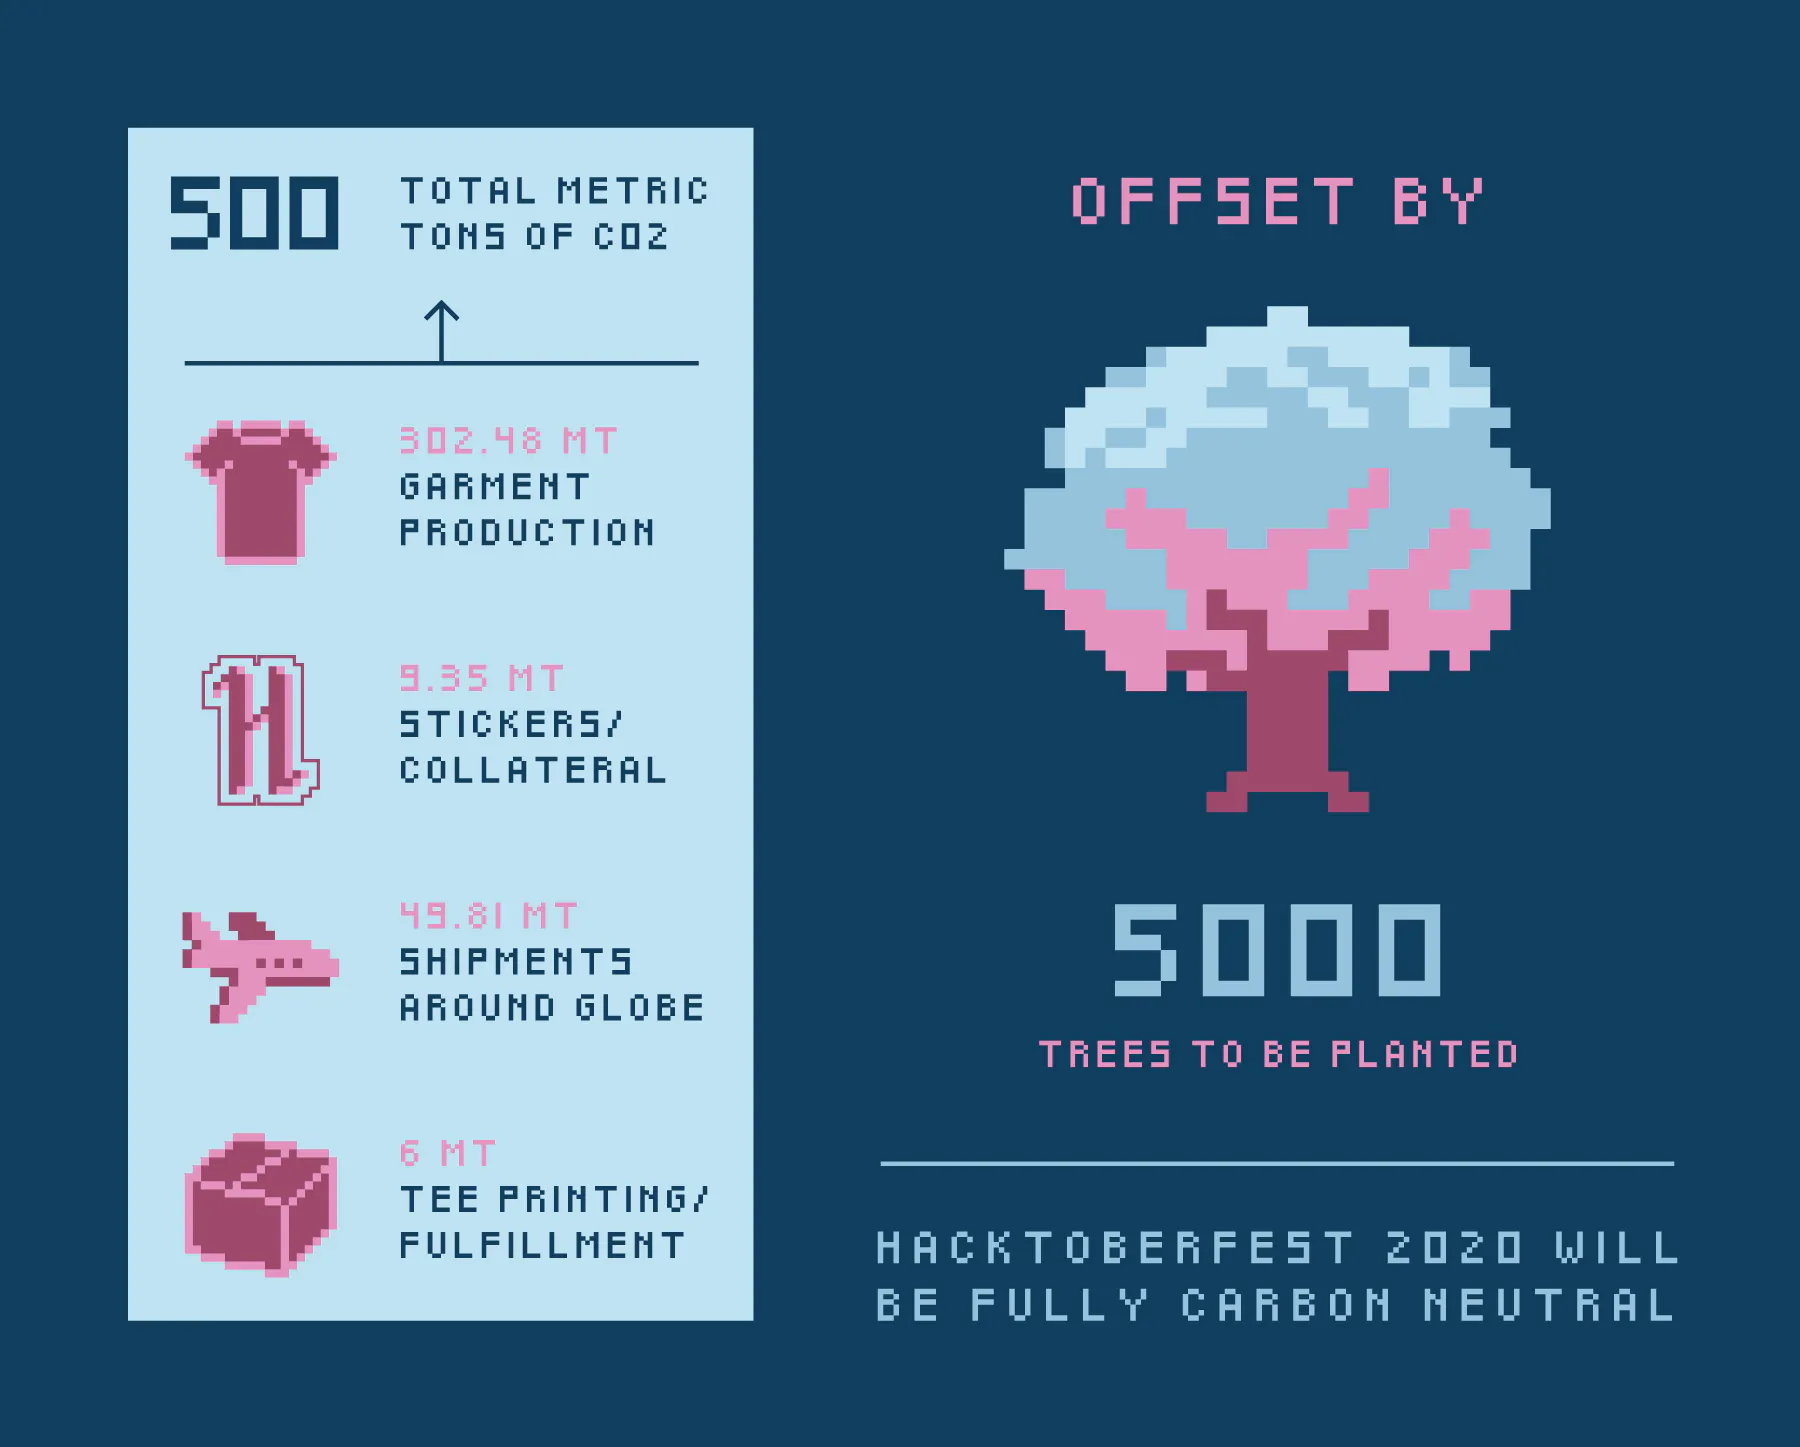 500
TOTAL METRIC
TONS OF CO2
302.48 MT
GARMENT
PRODUCTION
9.35 MT
STICKERS/
COLLATERAL
49.81 MT
SHIPMENTS
AROUND GLOBE
6 MT
TEE PRINTING/
FULFILLMENT
OFFSET BY
5000
TREES TO BE PLANTED
HACKTOBERFEST 2020 WILL
BE FULLY CARBON NEUTRAL